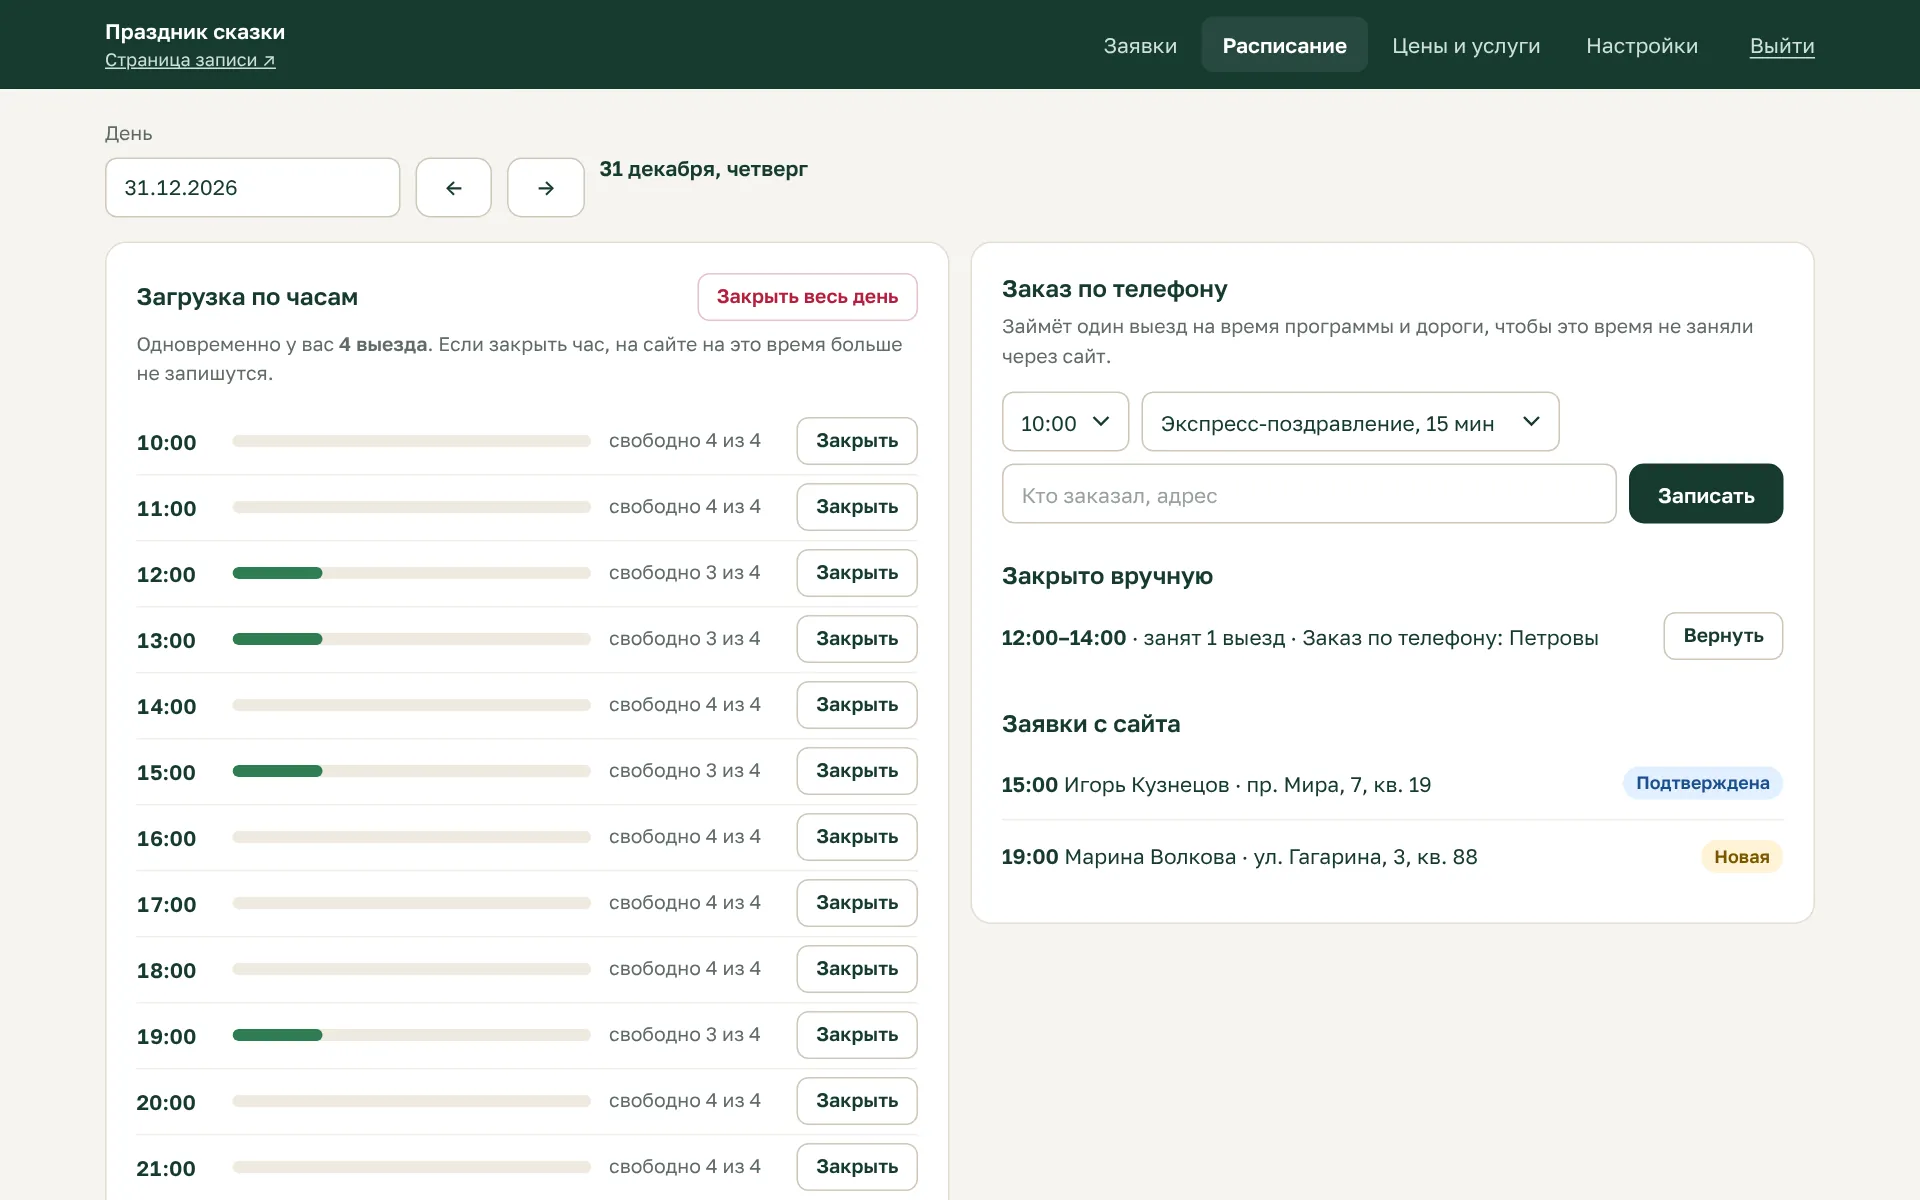 Праздник сказки
Страница записи ↗
Заявки
Расписание
Цены и услуги
Настройки
Выйти
День
31.12.2026
←
→
31 декабря, четверг
Загрузка по часам
Закрыть весь день
Одновременно у вас 4 выезда. Если закрыть час, на сайте на это время больше
не запишутся.
10:00 свободно 4 из 4 Закрыть
11:00 свободно 4 из 4 Закрыть
12:00 свободно 3 из 4 Закрыть
13:00 свободно 3 из 4 Закрыть
14:00 свободно 4 из 4 Закрыть
15:00 свободно 3 из 4 Закрыть
16:00 свободно 4 из 4 Закрыть
17:00 свободно 4 из 4 Закрыть
18:00 свободно 4 из 4 Закрыть
19:00 свободно 3 из 4 Закрыть
20:00 свободно 4 из 4 Закрыть
21:00 свободно 4 из 4 Закрыть
Заказ по телефону
Займёт один выезд на время программы и дороги, чтобы это время не заняли
через сайт.
10:00
Экспресс-поздравление, 15 мин
Кто заказал, адрес
Записать
Закрыто вручную
12:00–14:00 · занят 1 выезд · Заказ по телефону: Петровы
Вернуть
Заявки с сайта
15:00 Игорь Кузнецов · пр. Мира, 7, кв. 19
Подтверждена
19:00 Марина Волкова · ул. Гагарина, 3, кв. 88
Новая